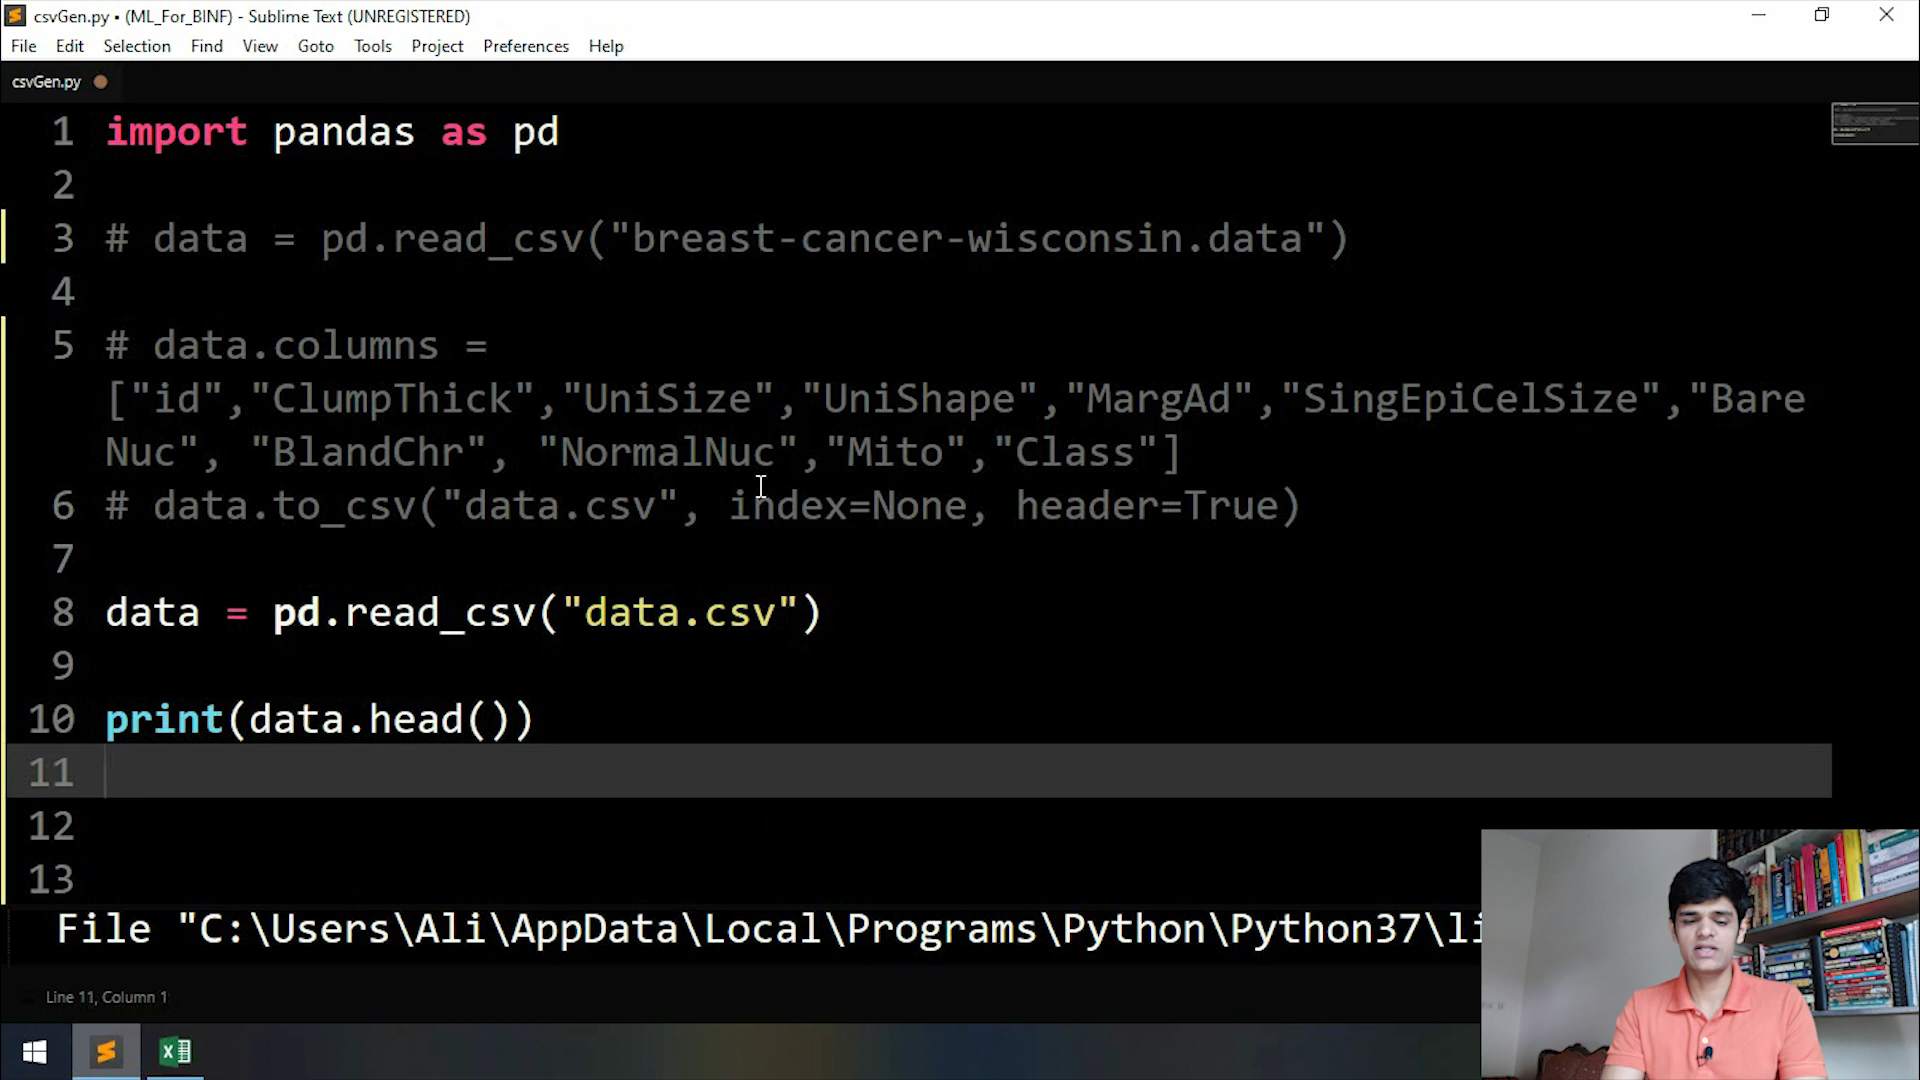 csvGen.py • (ML_For_BINF) - Sublime Text (UNREGISTERED)
File Edit Selection Find View Goto Tools Project Preferences Help
csvGen.py
1 import pandas as pd
2
3 # data = pd.read_csv("breast-cancer-wisconsin.data")
4
5 # data.columns =
["id","ClumpThick","UniSize","UniShape","MargAd","SingEpiCelSize","Bare
Nuc", "BlandChr", "NormalNuc","Mito","Class"]
6 # data.to_csv("data.csv", index=None, header=True)
7
8 data = pd.read_csv("data.csv")
9
10 print(data.head())
11
12
13
File "C:\Users\Ali\AppData\Local\Programs\Python\Python37\li
Line 11, Column 1